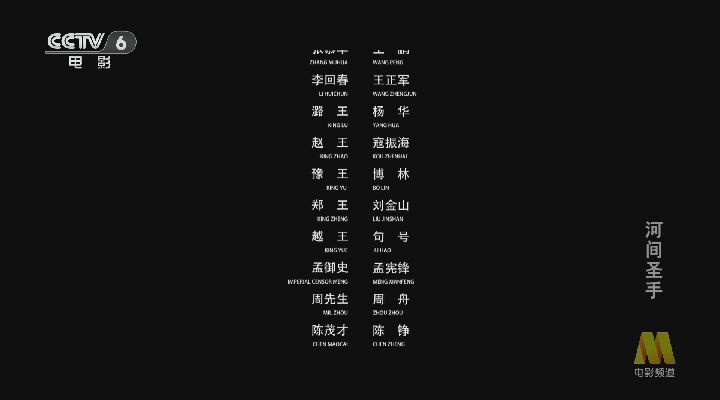 CCTV 6
电影
ZHANG MUHUA WANG PENG
李回春 王正军
LI HUICHUN WANG ZHENGJUN
潞 王 杨 华
KING LU YANG HUA
赵 王 寇振海
KING ZHAO KOU ZHENHAI
豫 王 博 林
KING YU BO LIN
郑 王 刘金山
KING ZHENG LIU JINSHAN
越 王 句 号
KING YUE JU HAO
孟御史 孟宪锋
IMPERIAL CENSOR MENG MENG XIANFENG
周先生 周 舟
MR. ZHOU ZHOU ZHOU
陈茂才 陈 铮
CHEN MAOCAI CHEN ZHENG
河间圣手
电影频道